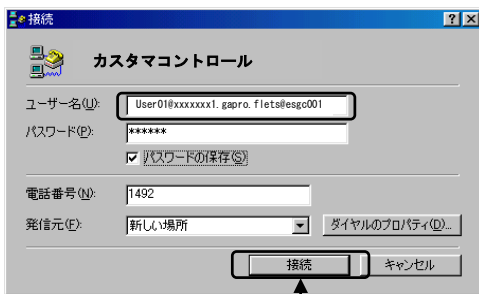 接続
カスタマコントロール
ユーザー名(U): User01@xxxxxxx1.gapro.flets@esgc001
パスワード(P): ******
パスワードの保存(S)
電話番号(N): 1492
発信元(F): 新しい場所 ダイヤルのプロパティ(D)...
接続 キャンセル